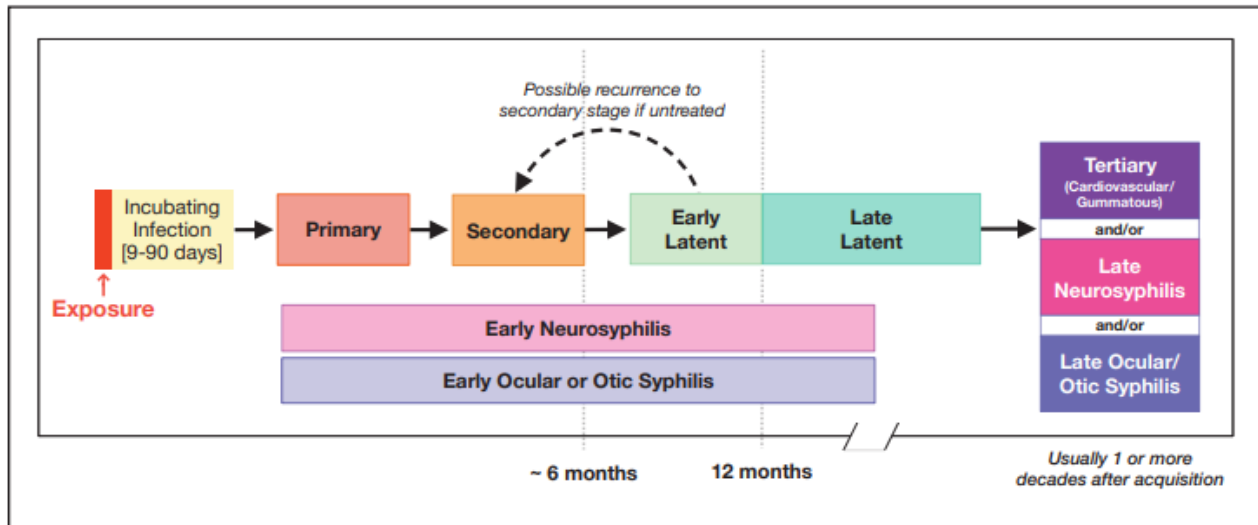 Possible recurrence to
secondary stage if untreated
Incubating
Infection
[9-90 days]
Exposure
Primary
Secondary
Early
Latent
Late
Latent
Tertiary
(Cardiovascular/
Gummatous)
and/or
Late
Neurosyphilis
and/or
Late Ocular/
Otic Syphilis
Early Neurosyphilis
Early Ocular or Otic Syphilis
~ 6 months
12 months
Usually 1 or more
decades after acquisition